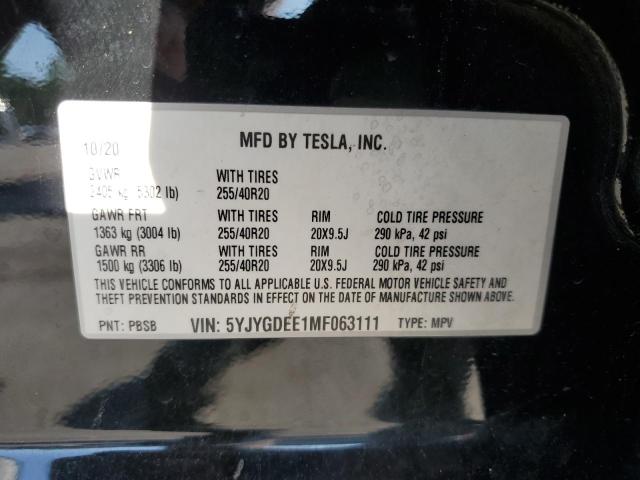 10/20 MFD BY TESLA, INC.
GVWR WITH TIRES
2405 kg (5302 lb) 255/40R20
GAWR FRT WITH TIRES RIM COLD TIRE PRESSURE
1363 kg (3004 lb) 255/40R20 20X9.5J 290 kPa, 42 psi
GAWR RR WITH TIRES RIM COLD TIRE PRESSURE
1500 kg (3306 lb) 255/40R20 20X9.5J 290 kPa, 42 psi
THIS VEHICLE CONFORMS TO ALL APPLICABLE U.S. FEDERAL MOTOR VEHICLE SAFETY AND
THEFT PREVENTION STANDARDS IN EFFECT ON THE DATE OF MANUFACTURE SHOWN ABOVE.
PNT: PBSB VIN: 5YJYGDEE1MF063111 TYPE: MPV